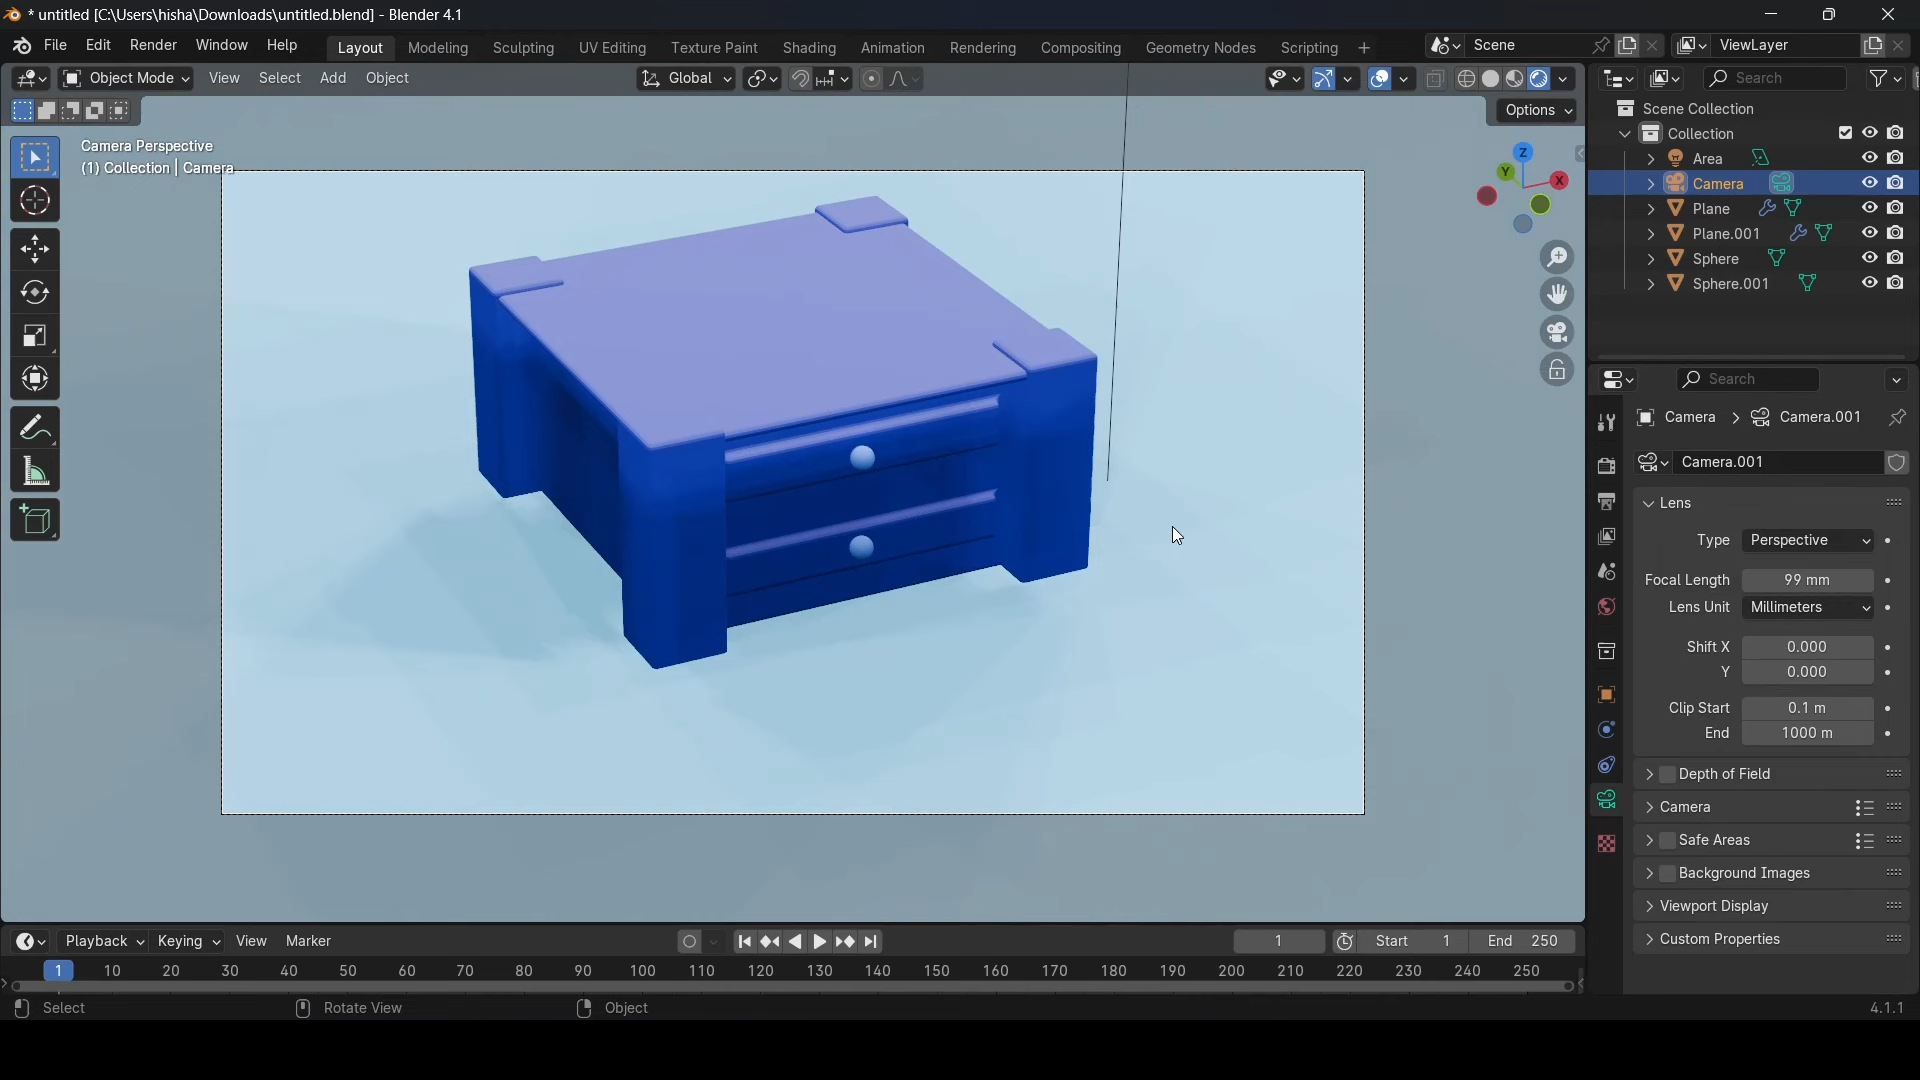 * untitled [C:\Users\hisha\Downloads\untitled.blend] - Blender 4.1
File Edit Render Window Help Layout Modeling Sculpting UV Editing Texture Paint Shading Animation Rendering Compositing Geometry Nodes Scripting + Scene ViewLayer
Object Mode View Select Add Object Global Search
Options
Scene Collection
Collection
Camera Perspective
(1) Collection | Camera
Z
Y
X
Area
Camera
Plane
Plane.001
Sphere
Sphere.001
Search
Camera > Camera.001
Camera.001
Lens
Type Perspective
Focal Length 99 mm
Lens Unit Millimeters
Shift X 0.000
Y 0.000
Clip Start 0.1 m
End 1000 m
Depth of Field
Camera
Safe Areas
Background Images
Viewport Display
Custom Properties
Playback Keying View Marker 1 Start 1 End 250
1 10 20 30 40 50 60 70 80 90 100 110 120 130 140 150 160 170 180 190 200 210 220 230 240 250
Select Rotate View Object 4.1.1